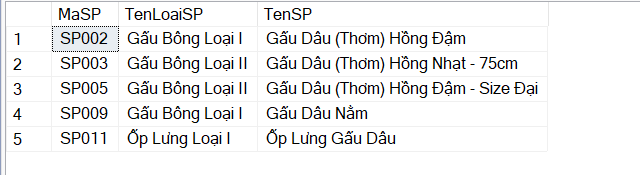 MaSP TenLoaiSP TenSP
1 SP002 Gấu Bông Loại I Gấu Dâu (Thơm) Hồng Đậm
2 SP003 Gấu Bông Loại II Gấu Dâu (Thơm) Hồng Nhạt - 75cm
3 SP005 Gấu Bông Loại II Gấu Dâu (Thơm) Hồng Đậm - Size Đại
4 SP009 Gấu Bông Loại I Gấu Dâu Nằm
5 SP011 Ốp Lưng Loại I Ốp Lưng Gấu Dâu